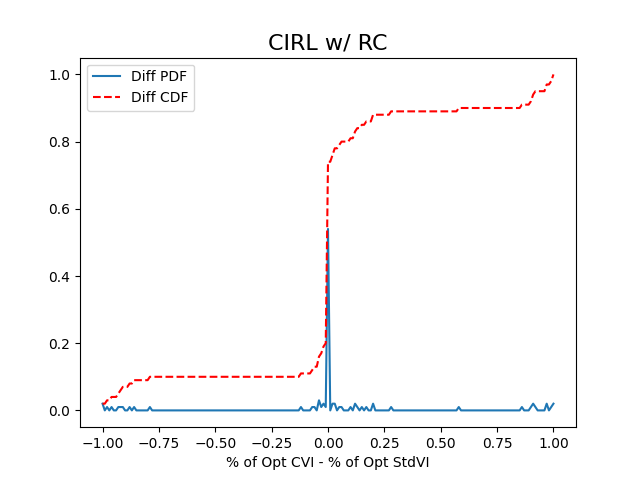 CIRL w/ RC
Diff PDF
Diff CDF
1.0
0.8
0.6
0.4
0.2
0.0
−1.00 −0.75 −0.50 −0.25 0.00 0.25 0.50 0.75 1.00
% of Opt CVI - % of Opt StdVI